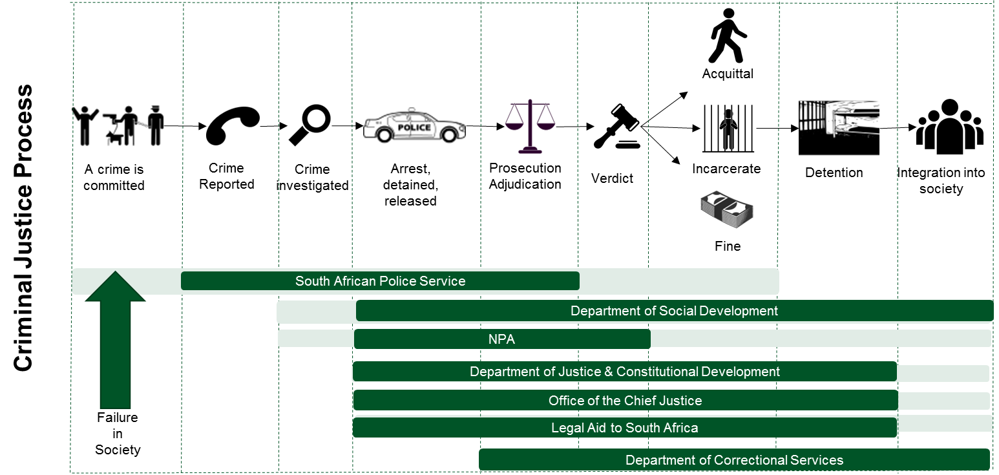 Criminal Justice Process
Acquittal
POLICE
A crime is
committed
Crime
Reported
Crime
investigated
Arrest,
detained,
released
Prosecution
Adjudication
Verdict
Incarcerate
Fine
Detention
Integration into
society
South African Police Service
Department of Social Development
NPA
Department of Justice & Constitutional Development
Office of the Chief Justice
Legal Aid to South Africa
Department of Correctional Services
Failure
in
Society